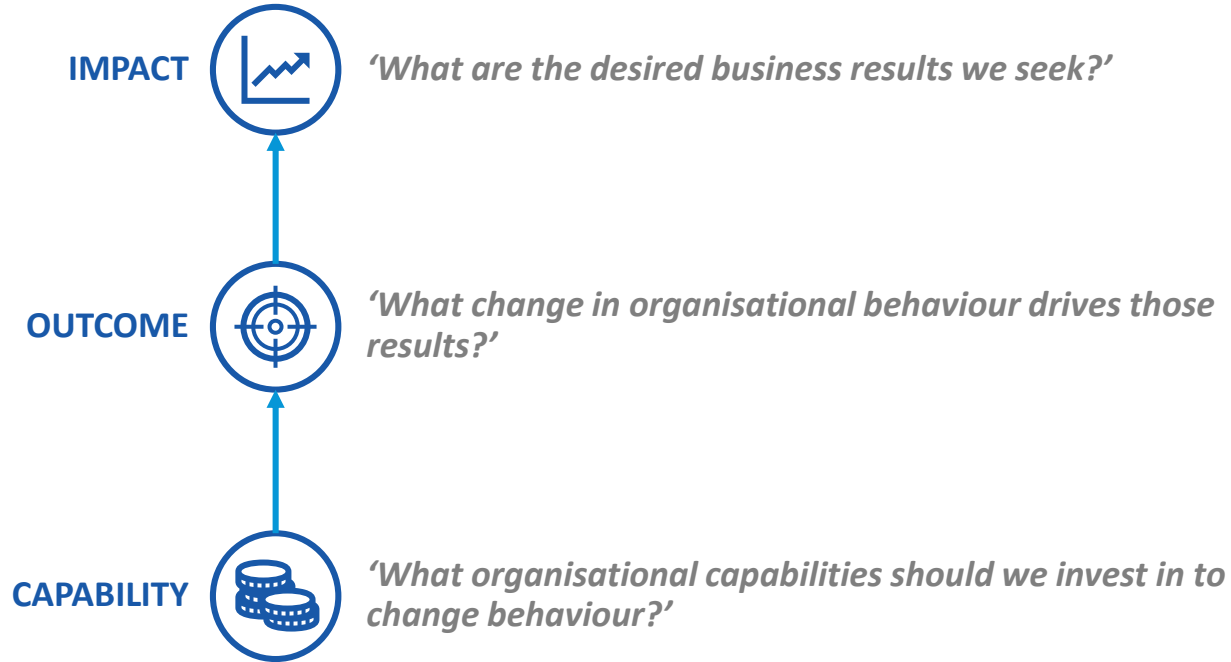 IMPACT
‘What are the desired business results we seek?’
OUTCOME
‘What change in organisational behaviour drives those
results?’
CAPABILITY
‘What organisational capabilities should we invest in to
change behaviour?’